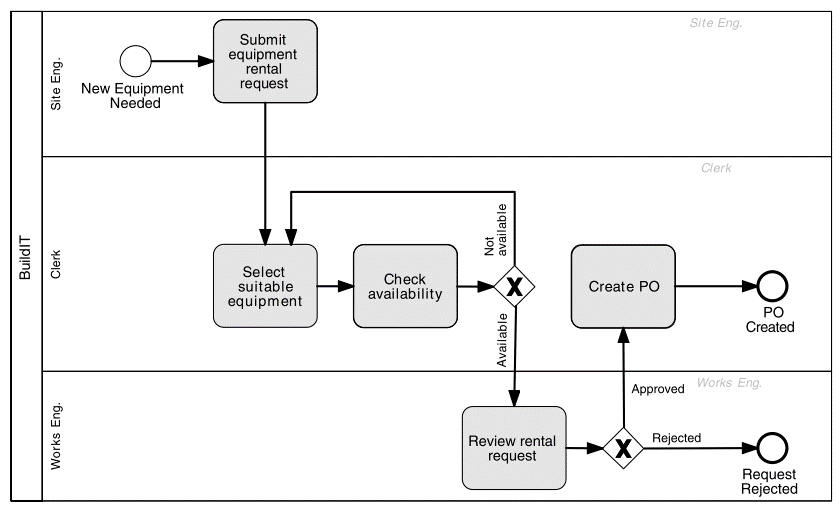 BuildIT
Site Eng.
Site Eng.
New Equipment
Needed
Submit
equipment
rental
request
Clerk
Clerk
Select
suitable
equipment
Check
availability
Not
available
Available
Create PO
PO
Created
Works Eng.
Works Eng.
Review rental
request
Approved
Rejected
Request
Rejected